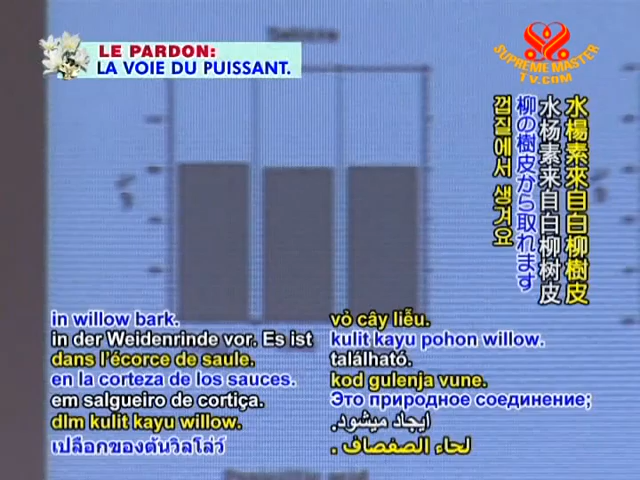 LE PARDON:
LA VOIE DU PUISSANT.
SUPREME MASTER
TV.COM
水楊素來自白柳樹皮
水杨素来自白柳树皮
柳の樹皮から取れます
껍질에서 생겨요
in willow bark.
in der Weidenrinde vor. Es ist
dans l'écorce de saule.
en la corteza de los sauces.
em salgueiro de cortiça.
dlm kulit kayu willow.
เปลือกของต้นวิลโล่ว์
vỏ cây liễu.
kulit kayu pohon willow.
található.
kod gulenja vune.
Это природное соединение;
ایجاد میشود.
لحاء الصفصاف .